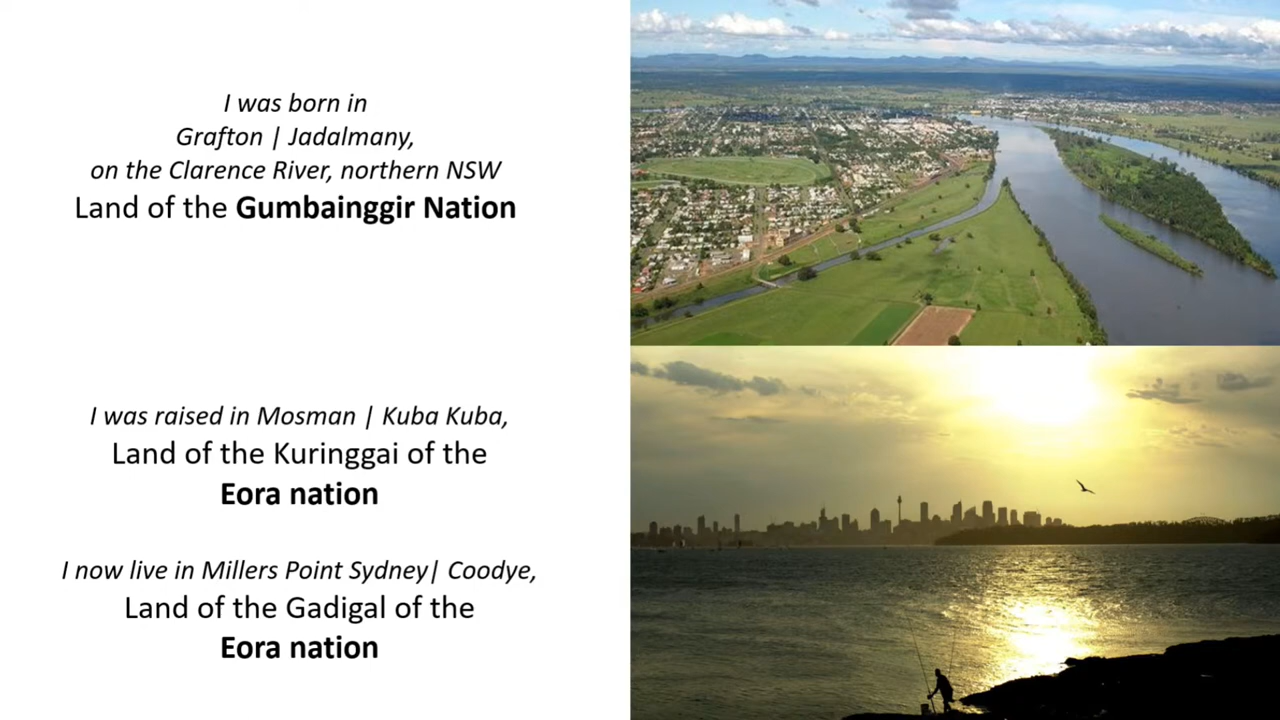 I was born in
Grafton | Jadalmany,
on the Clarence River, northern NSW
Land of the Gumbainggir Nation
I was raised in Mosman | Kuba Kuba,
Land of the Kuringgai of the
Eora nation
I now live in Millers Point Sydney| Coodye,
Land of the Gadigal of the
Eora nation